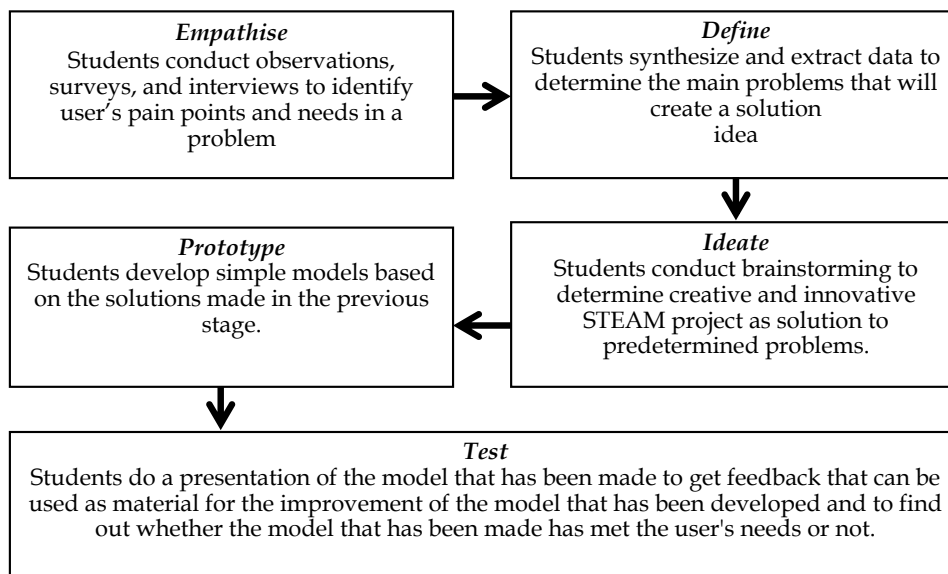 Empathise
Students conduct observations,
surveys, and interviews to identify
user's pain points and needs in a
problem
Define
Students synthesize and extract data to
determine the main problems that will
create a solution
idea
Ideate
Students conduct brainstorming to
determine creative and innovative
STEAM project as solution to
predetermined problems.
Prototype
Students develop simple models based
on the solutions made in the previous
stage.
Test
Students do a presentation of the model that has been made to get feedback that can be
used as material for the improvement of the model that has been developed and to find
out whether the model that has been made has met the user's needs or not.